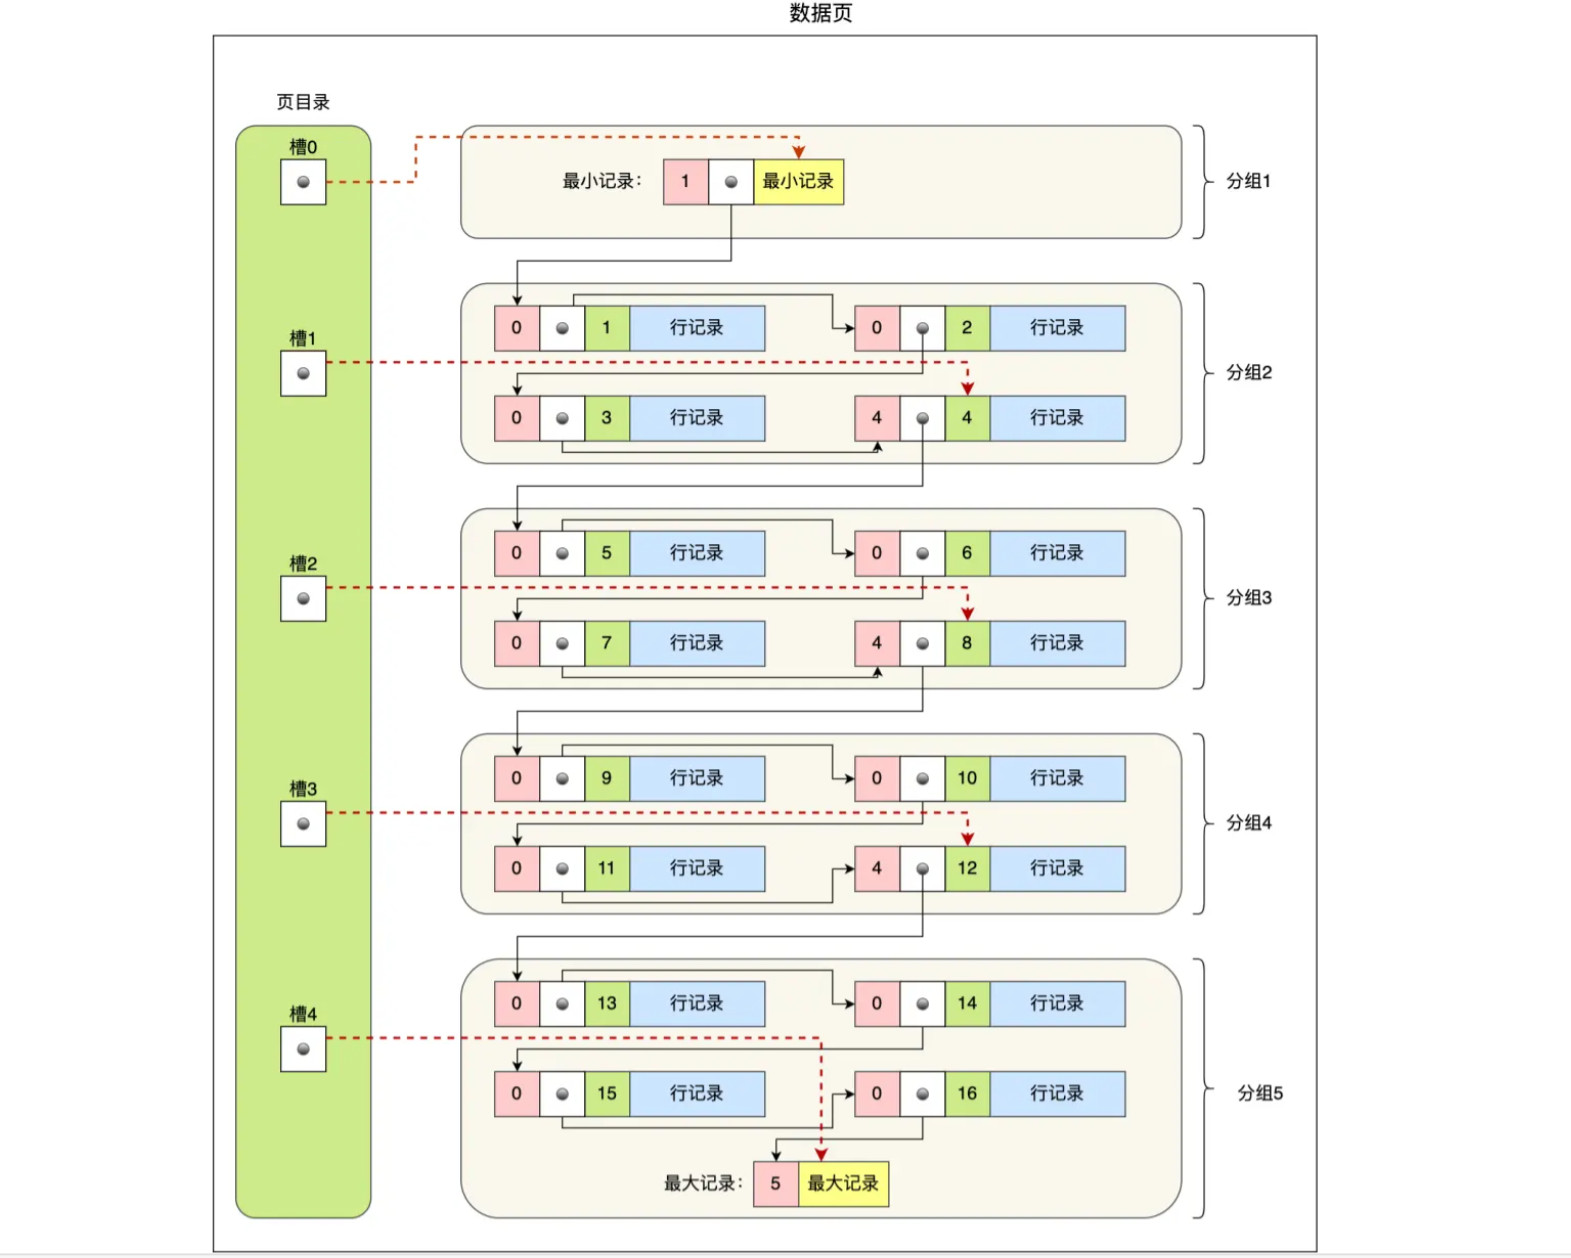 数据页
页目录
槽0
最小记录: 1 最小记录
分组1
0 1 行记录 0 2 行记录
槽1
分组2
0 3 行记录 4 4 行记录
0 5 行记录 0 6 行记录
槽2
分组3
0 7 行记录 4 8 行记录
0 9 行记录 0 10 行记录
槽3
分组4
0 11 行记录 4 12 行记录
0 13 行记录 0 14 行记录
槽4
0 15 行记录 0 16 行记录
分组5
最大记录: 5 最大记录